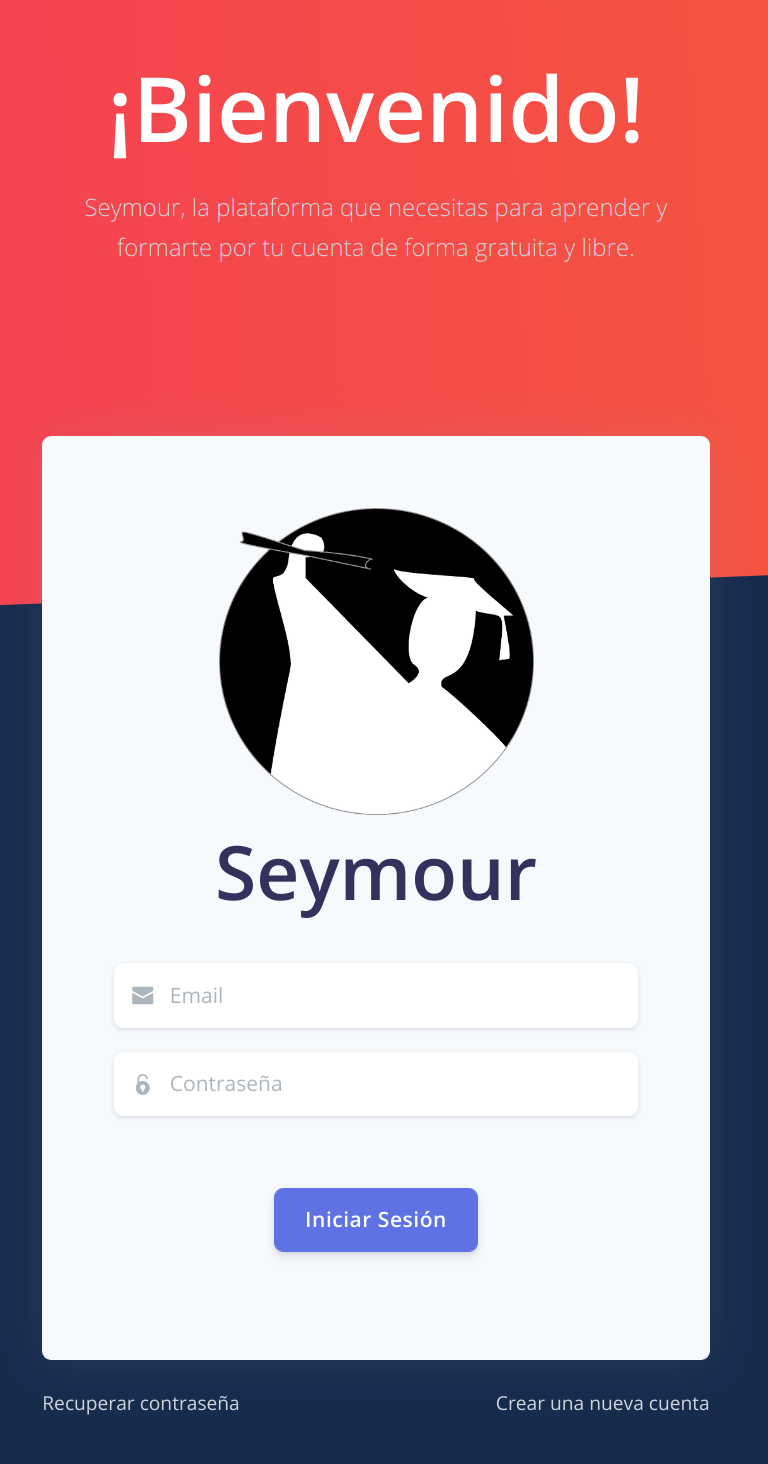 ¡Bienvenido!
Seymour, la plataforma que necesitas para aprender y
formarte por tu cuenta de forma gratuita y libre.
Seymour
Email
Contraseña
Iniciar Sesión
Recuperar contraseña
Crear una nueva cuenta